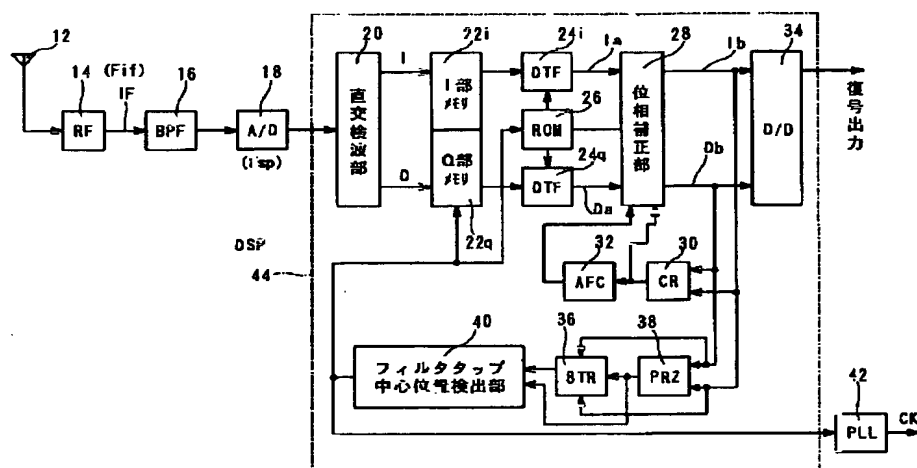 12
14
(Fif)
IF
16
18
RF
BPF
A/D
(fsp)
20
22i
24i
Ia
28
Ib
34
I
I部
メモリ
DTF
直交検波部
26
ROM
位相補正部
D/D
復号出力
Q
Q部
メモリ
24q
DTF
Qa
Qb
22q
DSP
44
32
30
AFC
CR
40
36
38
フィルタタップ
中心位置検出部
BTR
PRZ
42
PLL
CK